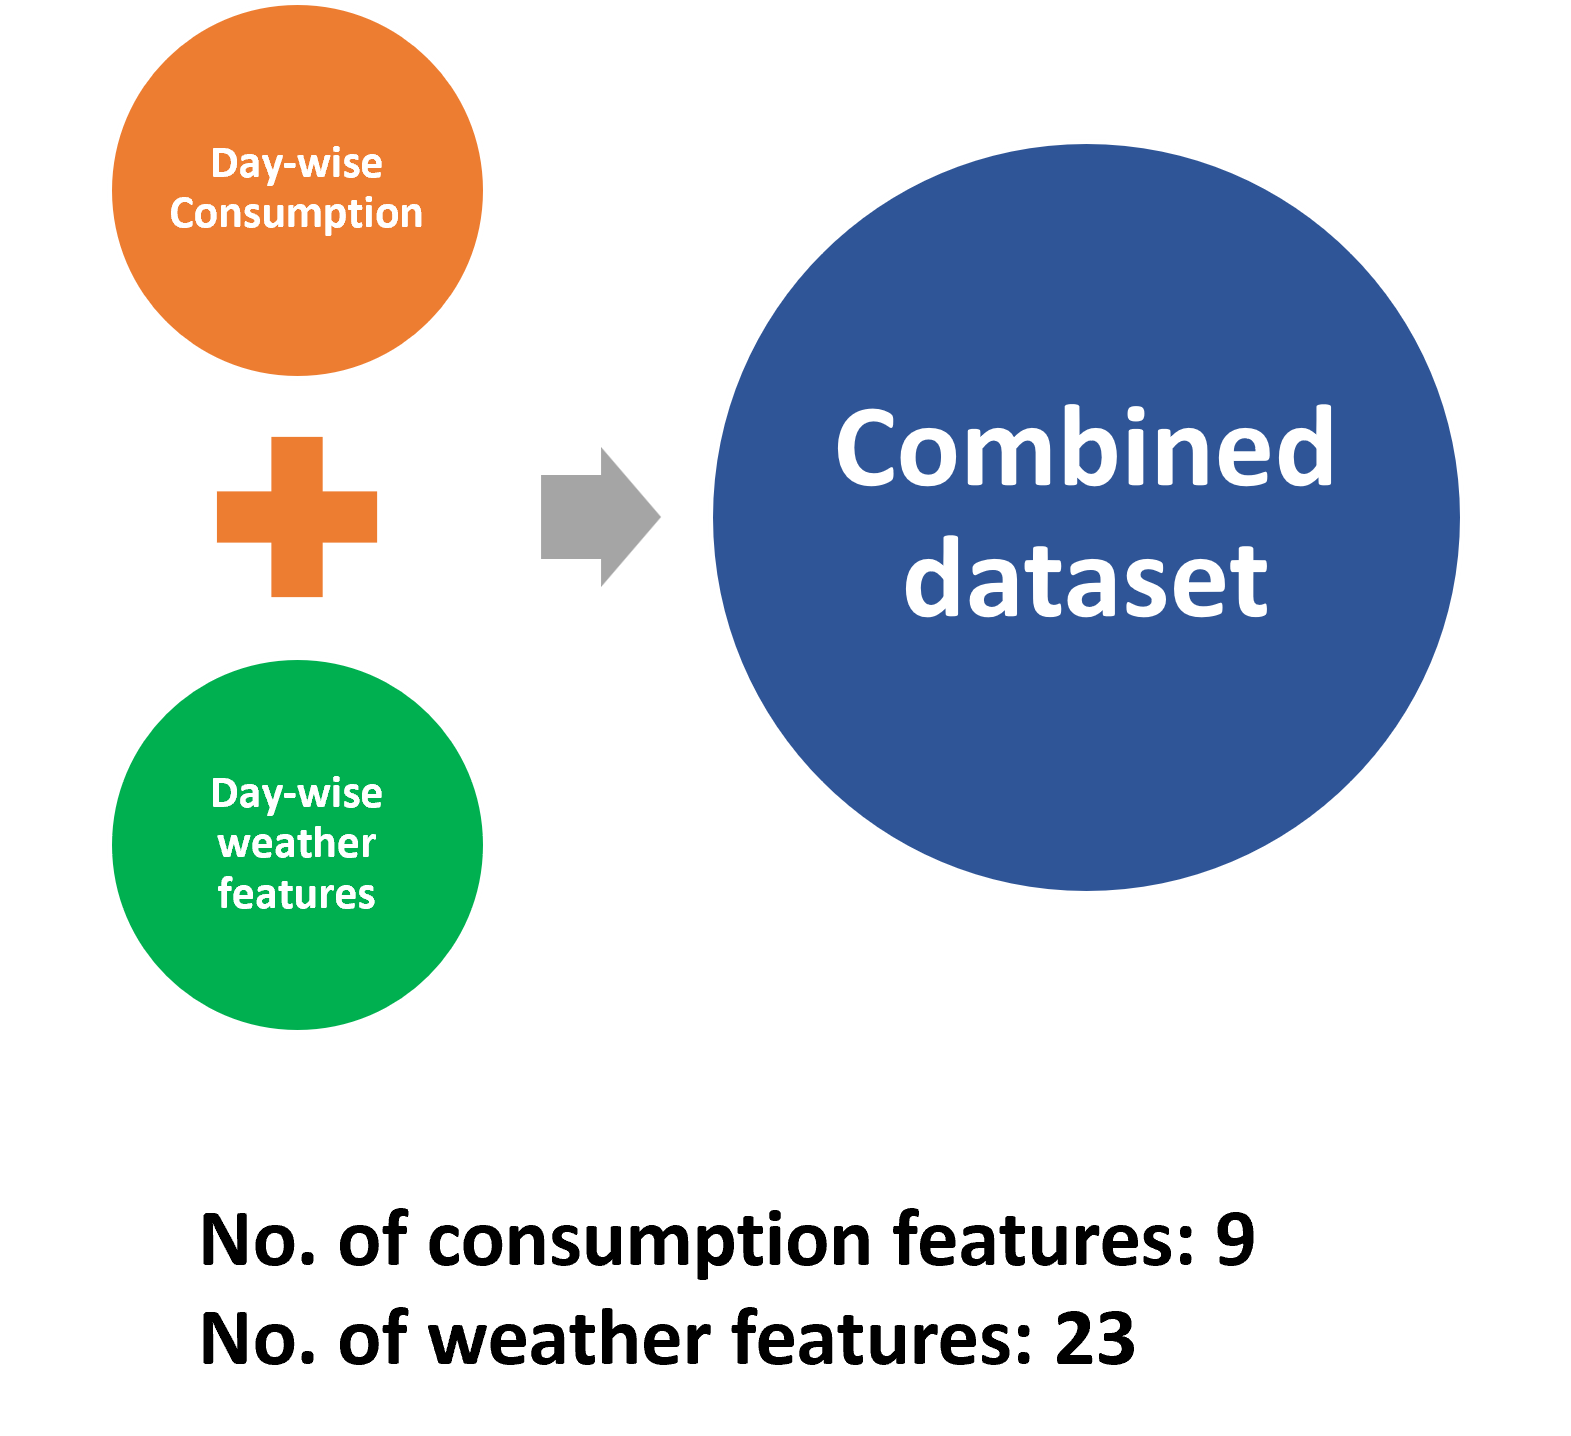 Day-wise
Consumption
Combined
dataset
Day-wise
weather
features
No. of consumption features: 9
No. of weather features: 23